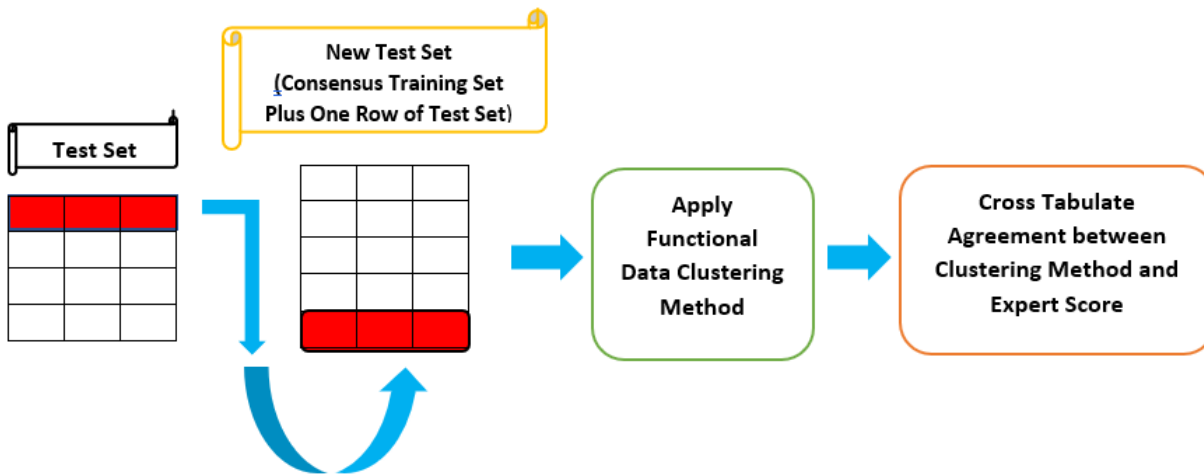 Test Set
New Test Set
(Consensus Training Set
Plus One Row of Test Set)
Apply
Functional
Data Clustering
Method
Cross Tabulate
Agreement between
Clustering Method and
Expert Score